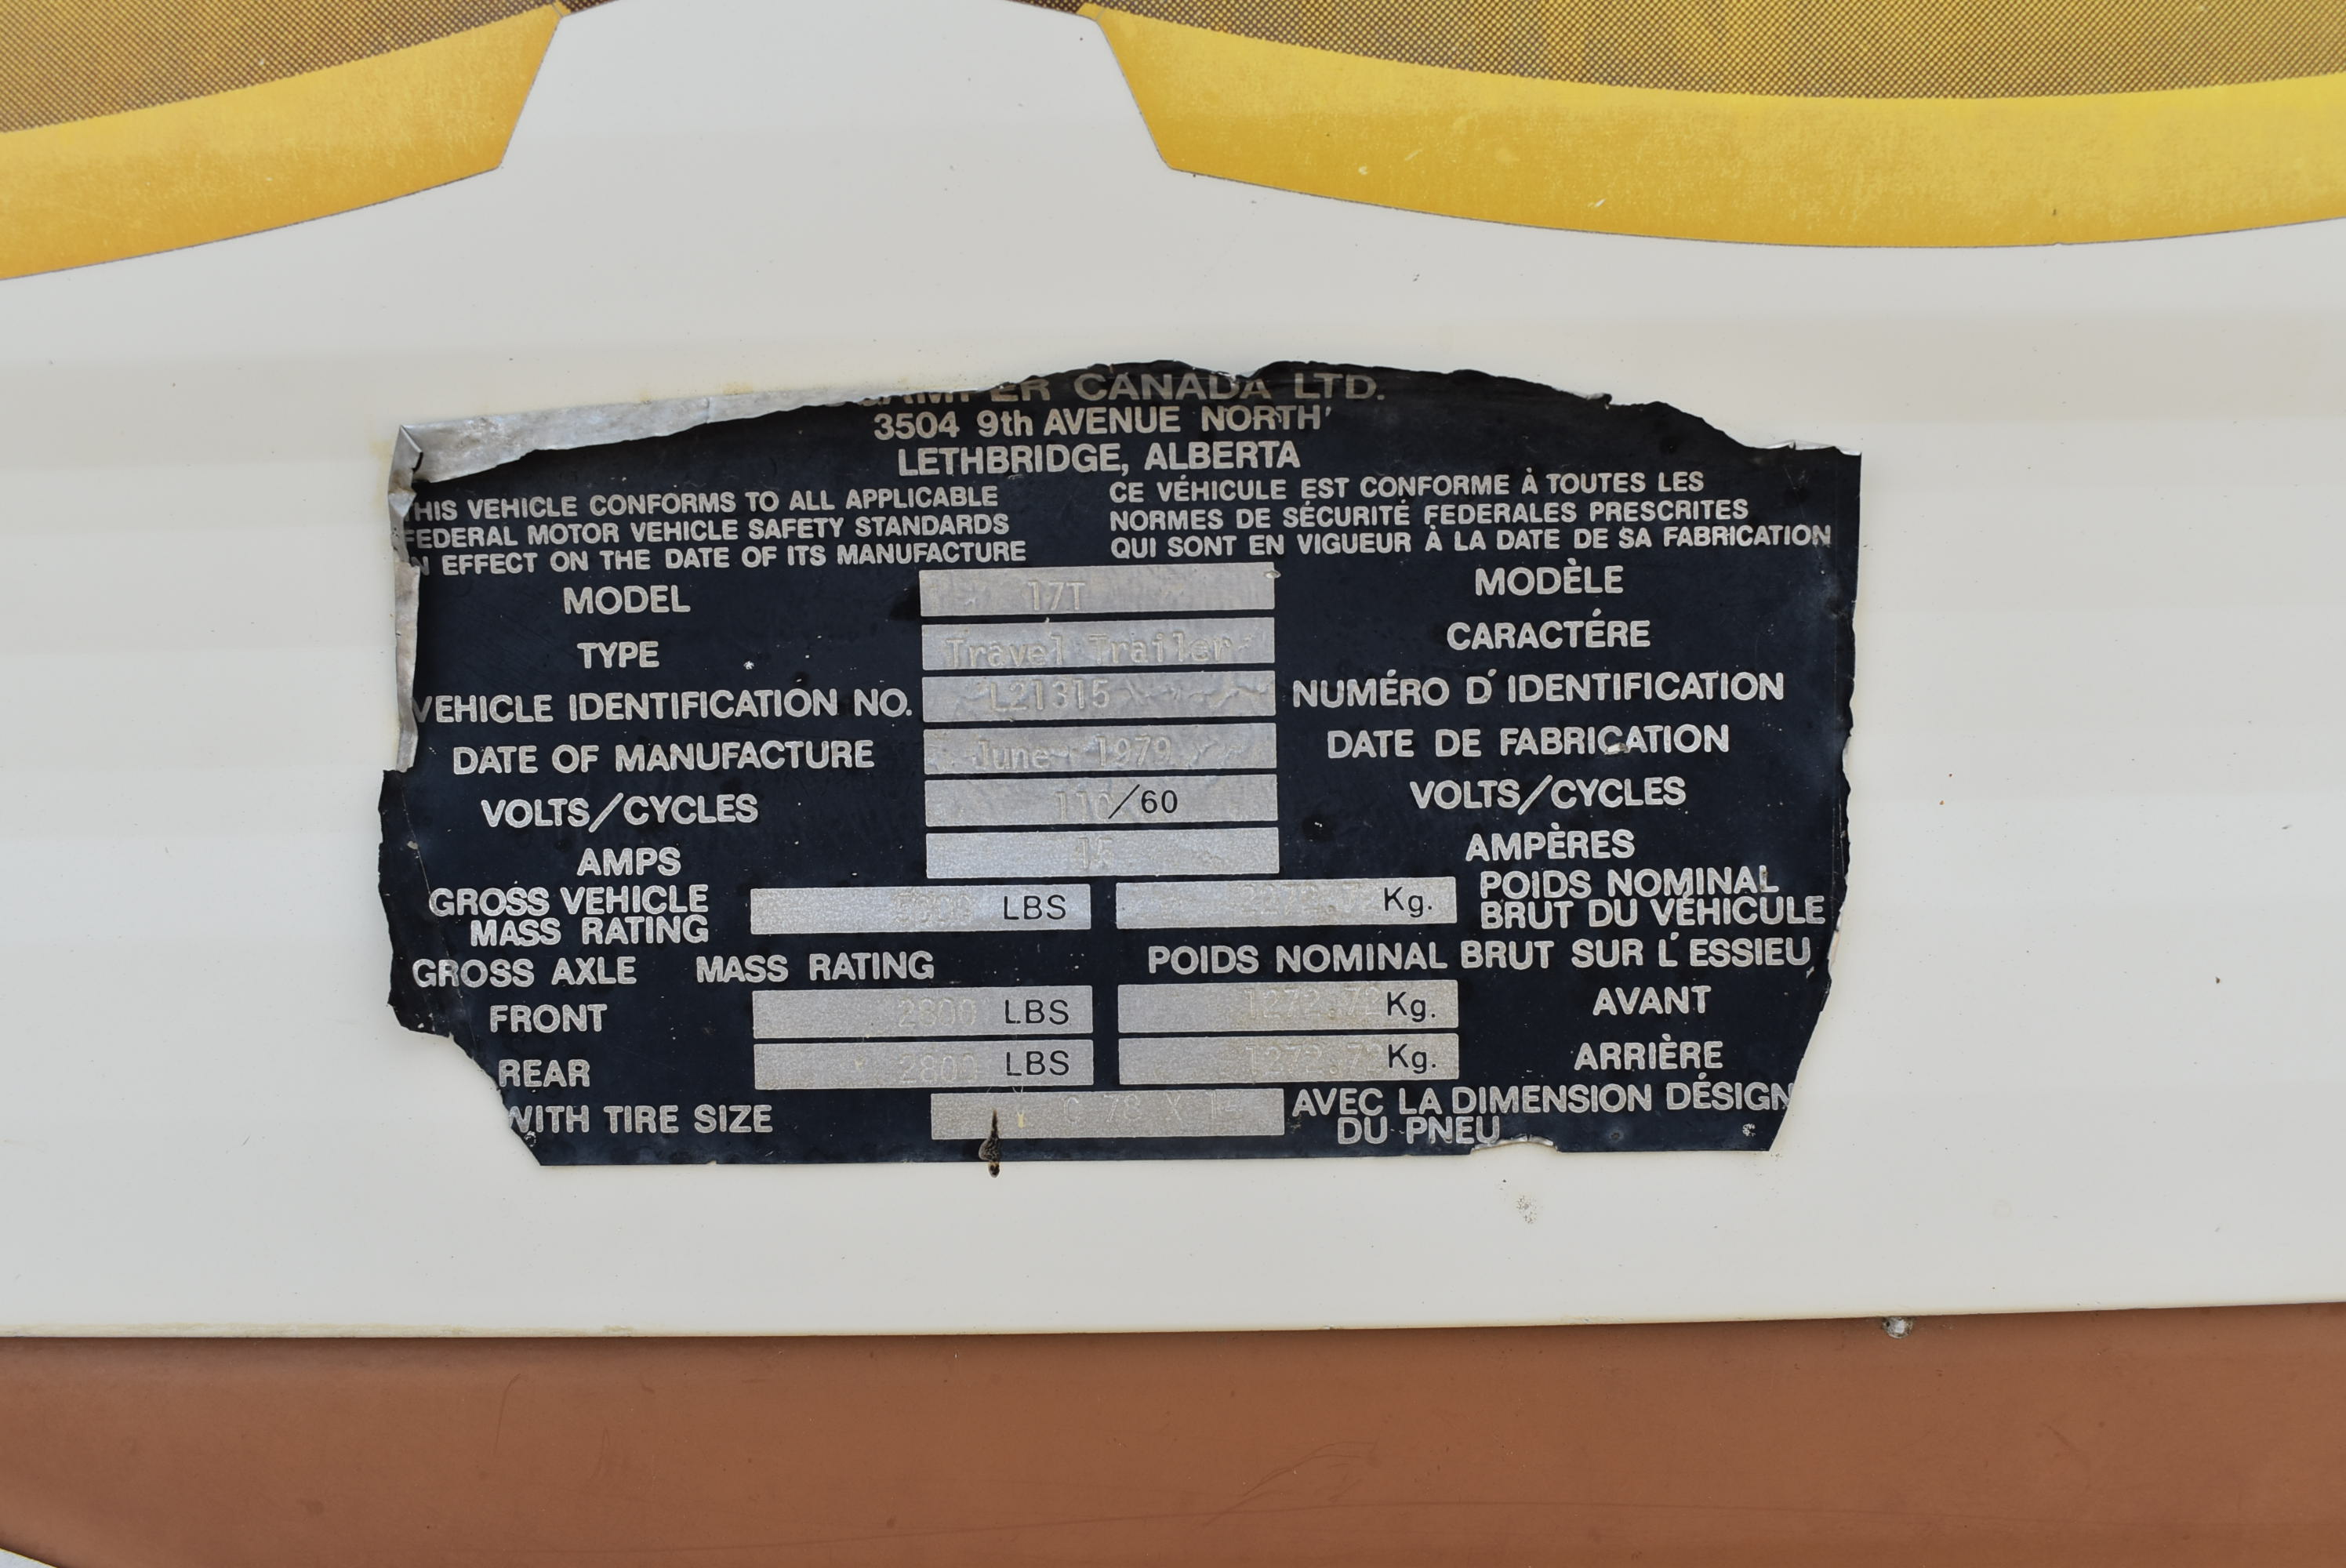 CANADA LTD.
3504 9th AVENUE NORTH
LETHBRIDGE, ALBERTA
THIS VEHICLE CONFORMS TO ALL APPLICABLE
FEDERAL MOTOR VEHICLE SAFETY STANDARDS
IN EFFECT ON THE DATE OF ITS MANUFACTURE
CE VÉHICULE EST CONFORME À TOUTES LES
NORMES DE SÉCURITÉ FEDERALES PRESCRITES
QUI SONT EN VIGUEUR À LA DATE DE SA FABRICATION
MODEL 17T MODÈLE
TYPE Travel Trailer CARACTÉRE
VEHICLE IDENTIFICATION NO. L21315 NUMÉRO D'IDENTIFICATION
DATE OF MANUFACTURE June 1979 DATE DE FABRICATION
VOLTS/CYCLES 110/60 VOLTS/CYCLES
AMPS 15 AMPÈRES
GROSS VEHICLE
MASS RATING
LBS Kg.
POIDS NOMINAL
BRUT DU VÉHICULE
GROSS AXLE MASS RATING POIDS NOMINAL BRUT SUR L'ESSIEU
FRONT 2800 LBS 1272.72 Kg. AVANT
REAR 2800 LBS 1272.72 Kg. ARRIÈRE
WITH TIRE SIZE
AVEC LA DIMENSION DÉSIGN
DU PNEU